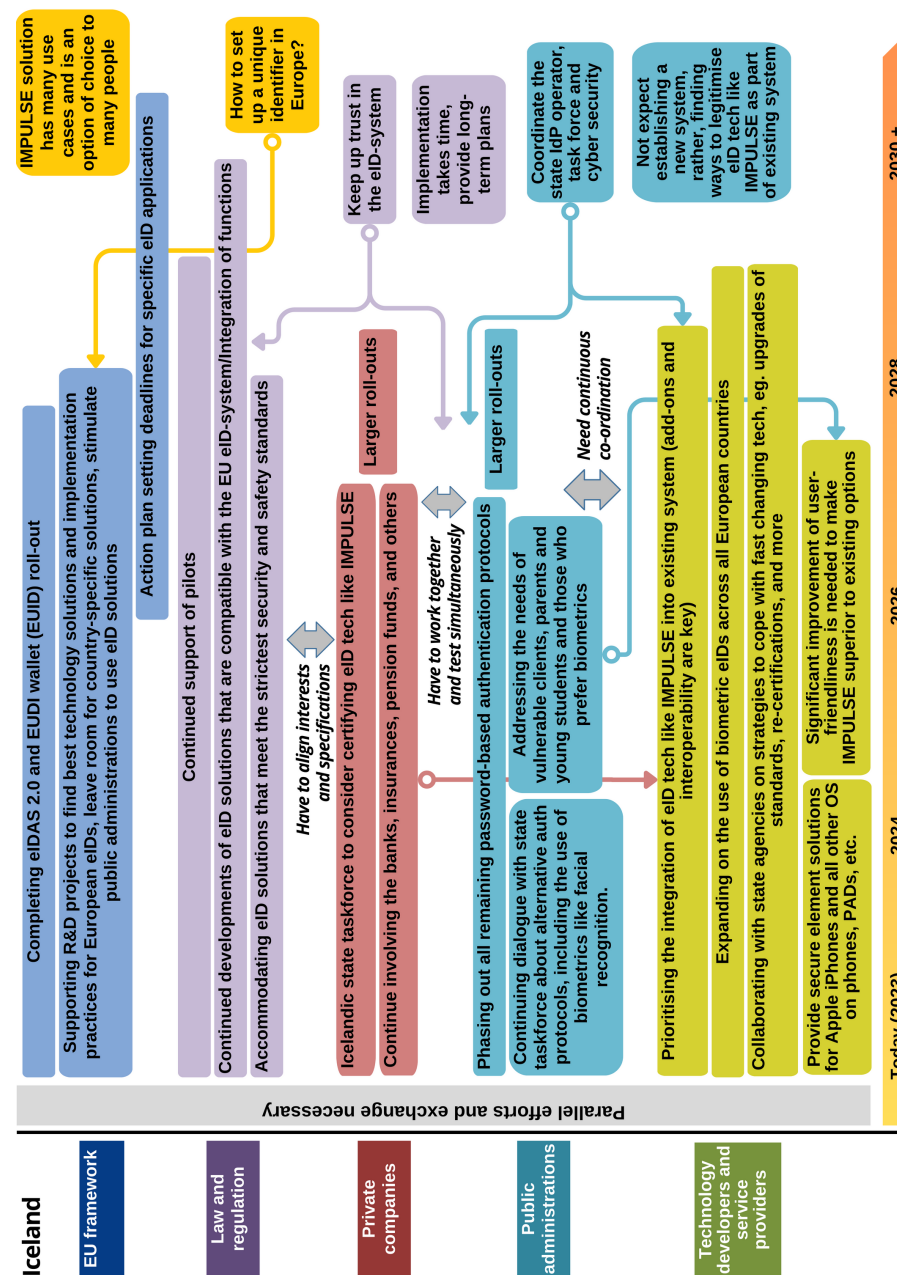 Iceland
EU framework
Law and
regulation
Private
companies
Public
administrations
Technology
developers and
service
providers
Parallel efforts and exchange necessary
Completing eIDAS 2.0 and EUDI wallet (EUID) roll-out
Supporting R&D projects to find best technology solutions and implementation
practices for European eIDs, leave room for country-specific solutions, stimulate
public administrations to use eID solutions
Action plan setting deadlines for specific eID applications
IMPULSE solution
has many use
cases and is an
option of choice to
many people
Continued support of pilots
Continued developments of eID solutions that are compatible with the EU eID-system/integration of functions
Accommodating eID solutions that meet the strictest security and safety standards
How to set
up a unique
identifier in
Europe?
Have to align interests
and specifications
Keep up trust in
the eID-system
Implementation
takes time,
provide long-
term plans
Icelandic state taskforce to consider certifying eID tech like IMPULSE
Continue involving the banks, insurances, pension funds, and others
Larger roll-outs
Have to work together
and test simultaneously
Phasing out all remaining password-based authentication protocols
Larger roll-outs
Continuing dialogue with state
taskforce about alternative auth
protocols, including the use of
biometrics like facial
recognition.
Addressing the needs of
vulnerable clients, parents and
young students and those who
prefer biometrics
Need continuous
co-ordination
Coordinate the
state IdP operator,
task force and
cyber security
Not expect
establishing a
new system,
rather, finding
ways to legitimise
eID tech like
IMPULSE as part
of existing system
Prioritising the integration of eID tech like IMPULSE into existing system (add-ons and
interoperability are key)
Expanding on the use of biometric eIDs across all European countries
Collaborating with state agencies on strategies to cope with fast changing tech, eg. upgrades of
standards, re-certifications, and more
Provide secure element solutions
for Apple iPhones and all other OS
on phones, PADs, etc.
Significant improvement of user-
friendliness is needed to make
IMPULSE superior to existing options
Today (2023)
2024
2026
2028
2030 +